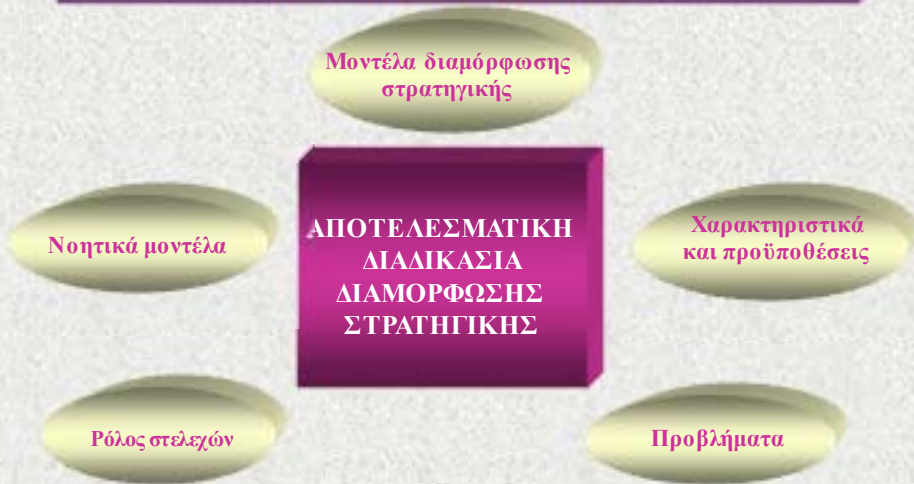 Μοντέλα διαμόρφωσης
στρατηγικής
Νοητικά μοντέλα
ΑΠΟΤΕΛΕΣΜΑΤΙΚΗ
ΔΙΑΔΙΚΑΣΙΑ
ΔΙΑΜΟΡΦΩΣΗΣ
ΣΤΡΑΤΗΓΙΚΗΣ
Χαρακτηριστικά
και προϋποθέσεις
Ρόλος στελεχών
Προβλήματα